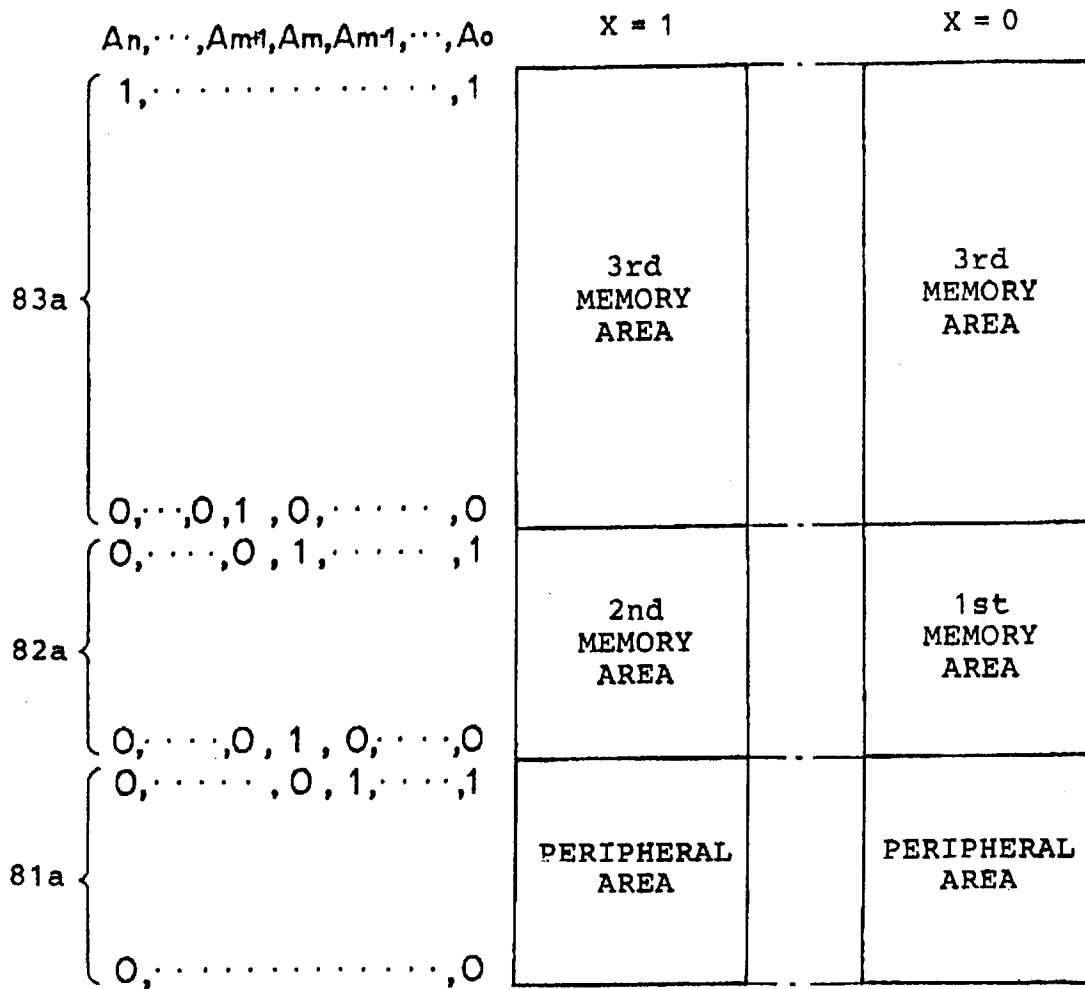 An,···,Am+1,Am,Am-1,···,Ao X = 1 X = 0
1,·············,1
83a
3rd
MEMORY
AREA
3rd
MEMORY
AREA
0,···,0,1,0,·····,0
0,····,0,1,·····,1
82a
2nd
MEMORY
AREA
1st
MEMORY
AREA
0,····,0,1,0,····,0
0,······,0,1,····,1
81a
PERIPHERAL
AREA
PERIPHERAL
AREA
0,·············,0